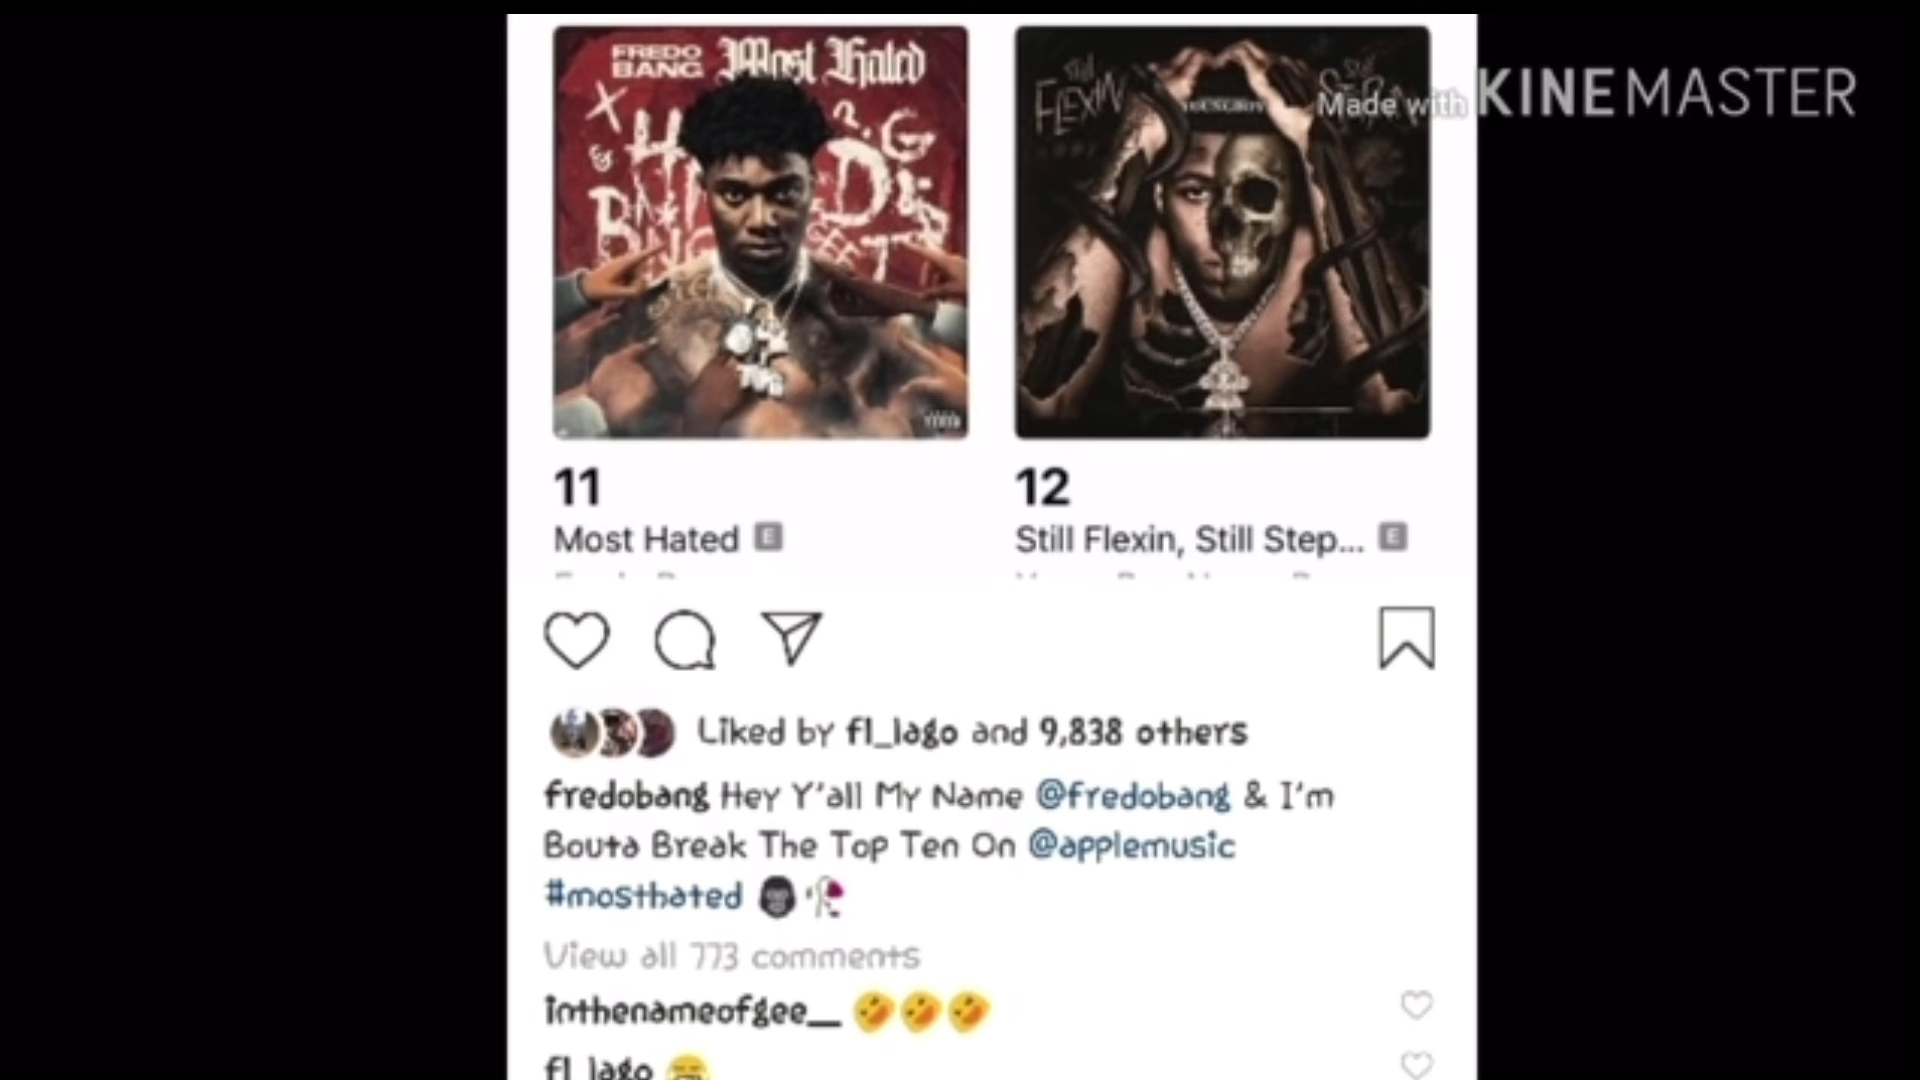 FREDO BANG Most Hated
Still FLEXIN
Made with KINEMASTER
11
12
Most Hated E
Still Flexin, Still Step... E
Liked by fl_lago and 9,838 others
fredobang Hey Y'all My Name @fredobang & I'm
Bouta Break The Top Ten On @applemusic
#mosthated 🦍🥀
View all 773 comments
inthenameofgee__ 🤣🤣🤣
fl_lago